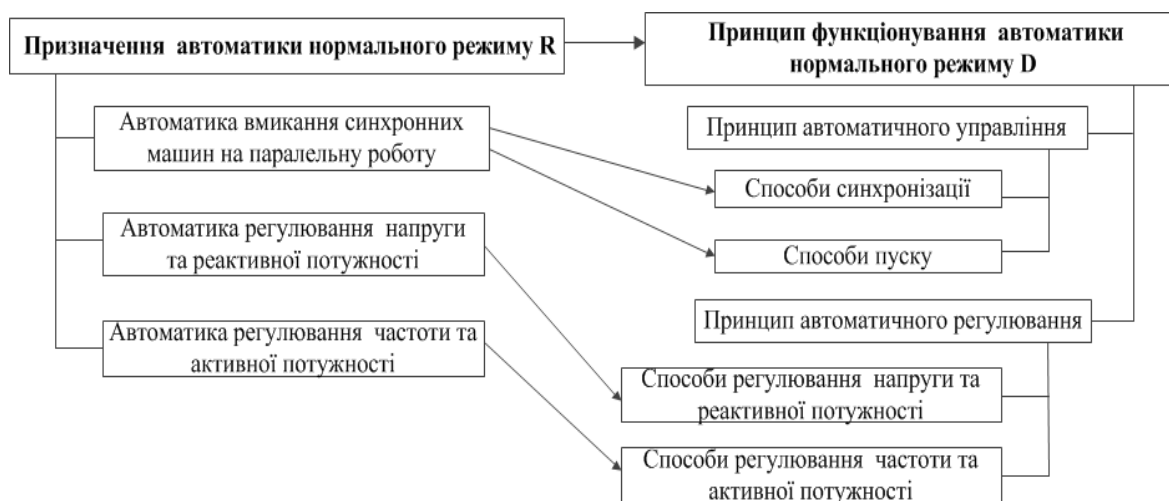 Призначення автоматики нормального режиму R
Принцип функціонування автоматики
нормального режиму D
Автоматика вмикання синхронних
машин на паралельну роботу
Автоматика регулювання напруги
та реактивної потужності
Автоматика регулювання частоти та
активної потужності
Принцип автоматичного управління
Способи синхронізації
Способи пуску
Принцип автоматичного регулювання
Способи регулювання напруги та
реактивної потужності
Способи регулювання частоти та
активної потужності